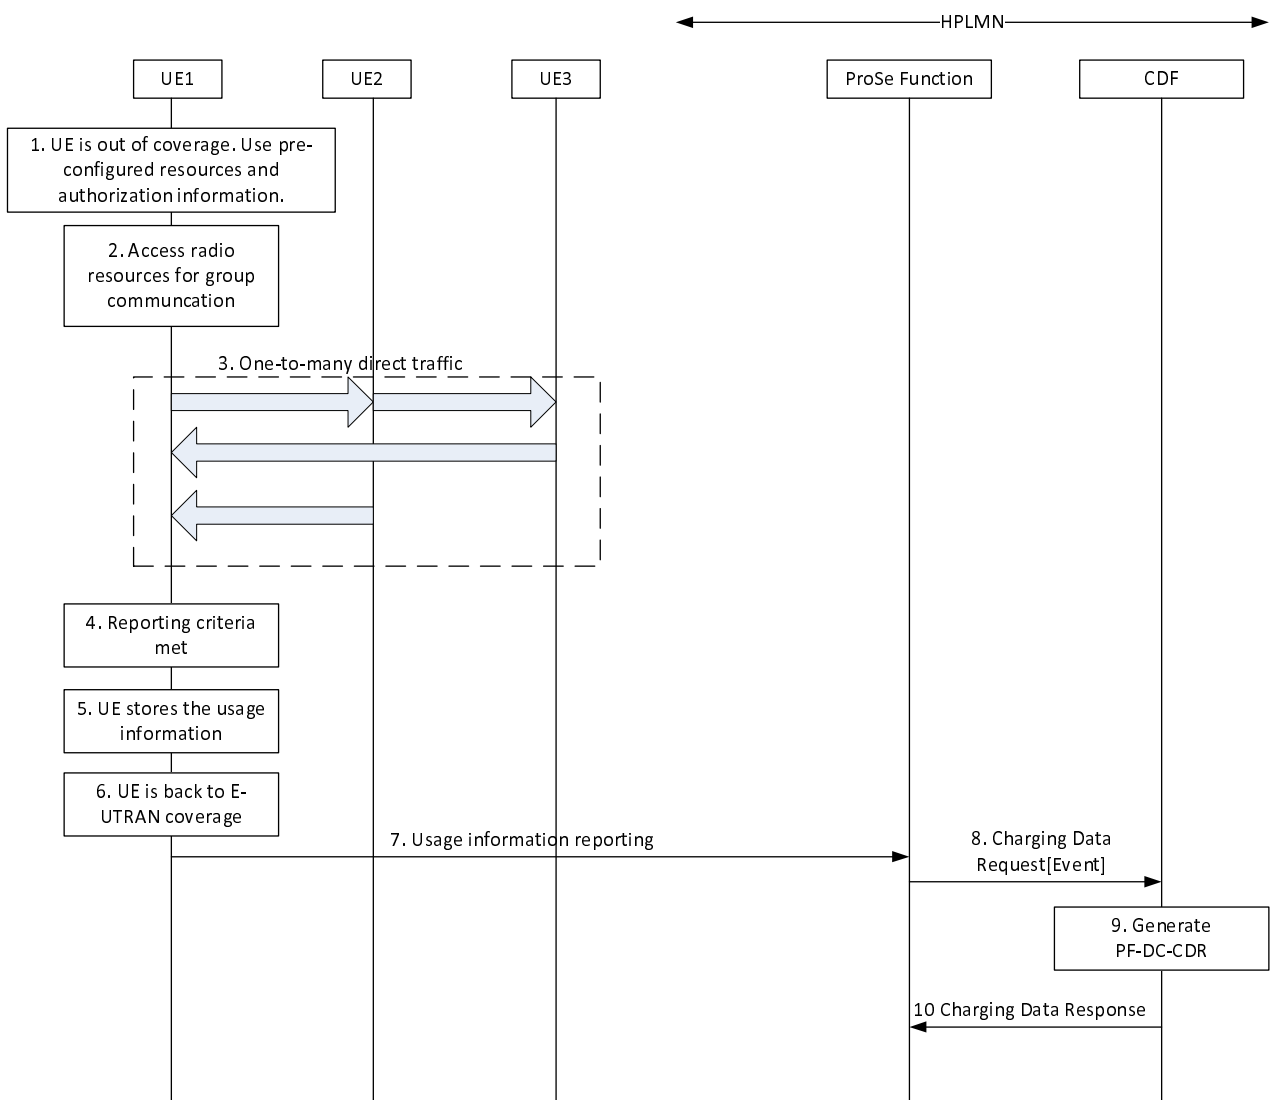 HPLMN
UE1
UE2
UE3
ProSe Function
CDF
1. UE is out of coverage. Use pre-
configured resources and
authorization information.
2. Access radio
resources for group
communcation
3. One-to-many direct traffic
4. Reporting criteria
met
5. UE stores the usage
information
6. UE is back to E-
UTRAN coverage
7. Usage information reporting
8. Charging Data
Request[Event]
9. Generate
PF-DC-CDR
10 Charging Data Response